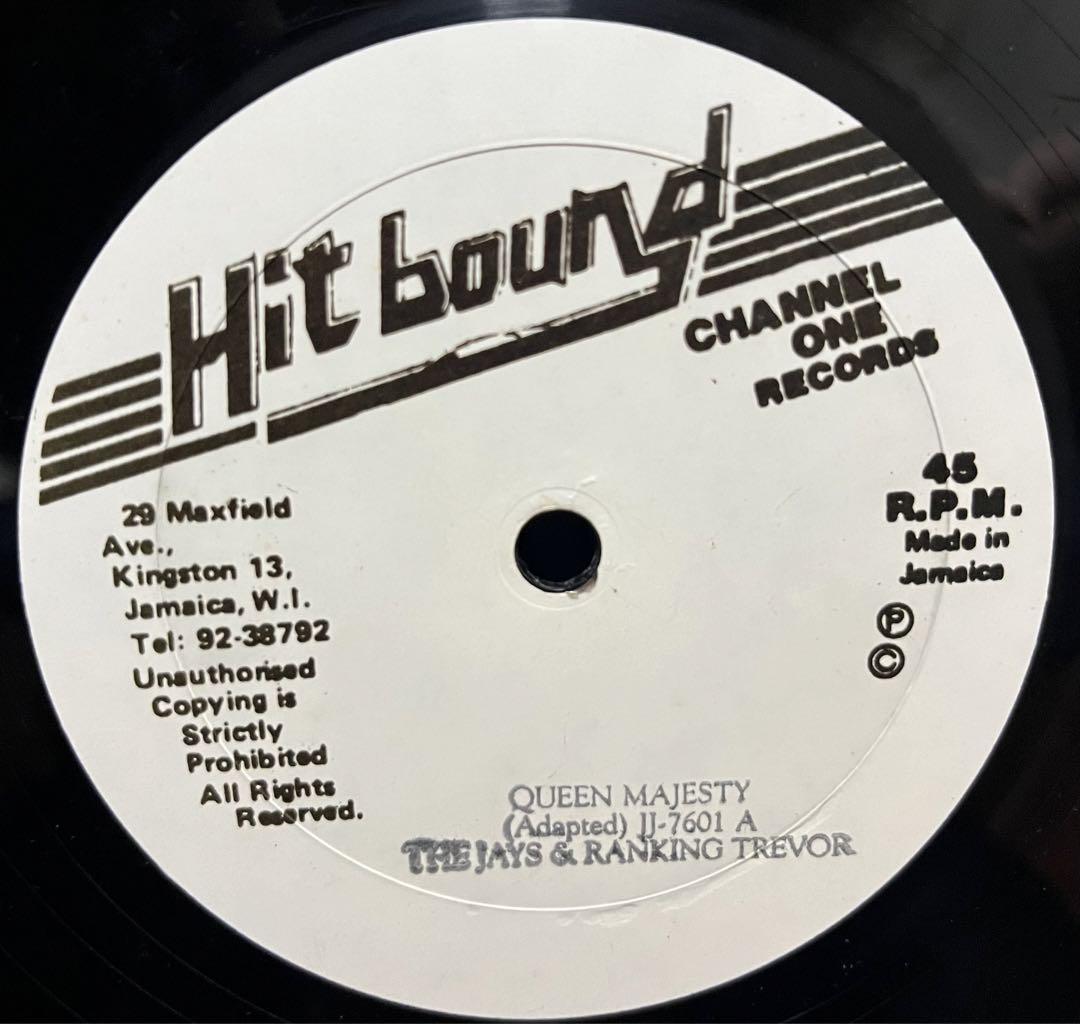 Hit bound
CHANNEL
ONE
RECORDS
45
R.P.M.
Made in
Jamaica
Ⓟ
©
29 Maxfield
Ave.,
Kingston 13,
Jamaica, W.I.
Tel: 92-38792
Unauthorised
Copying is
Strictly
Prohibited
All Rights
Reserved.
QUEEN MAJESTY
(Adapted) JJ-7601 A
THE JAYS & RANKING TREVOR